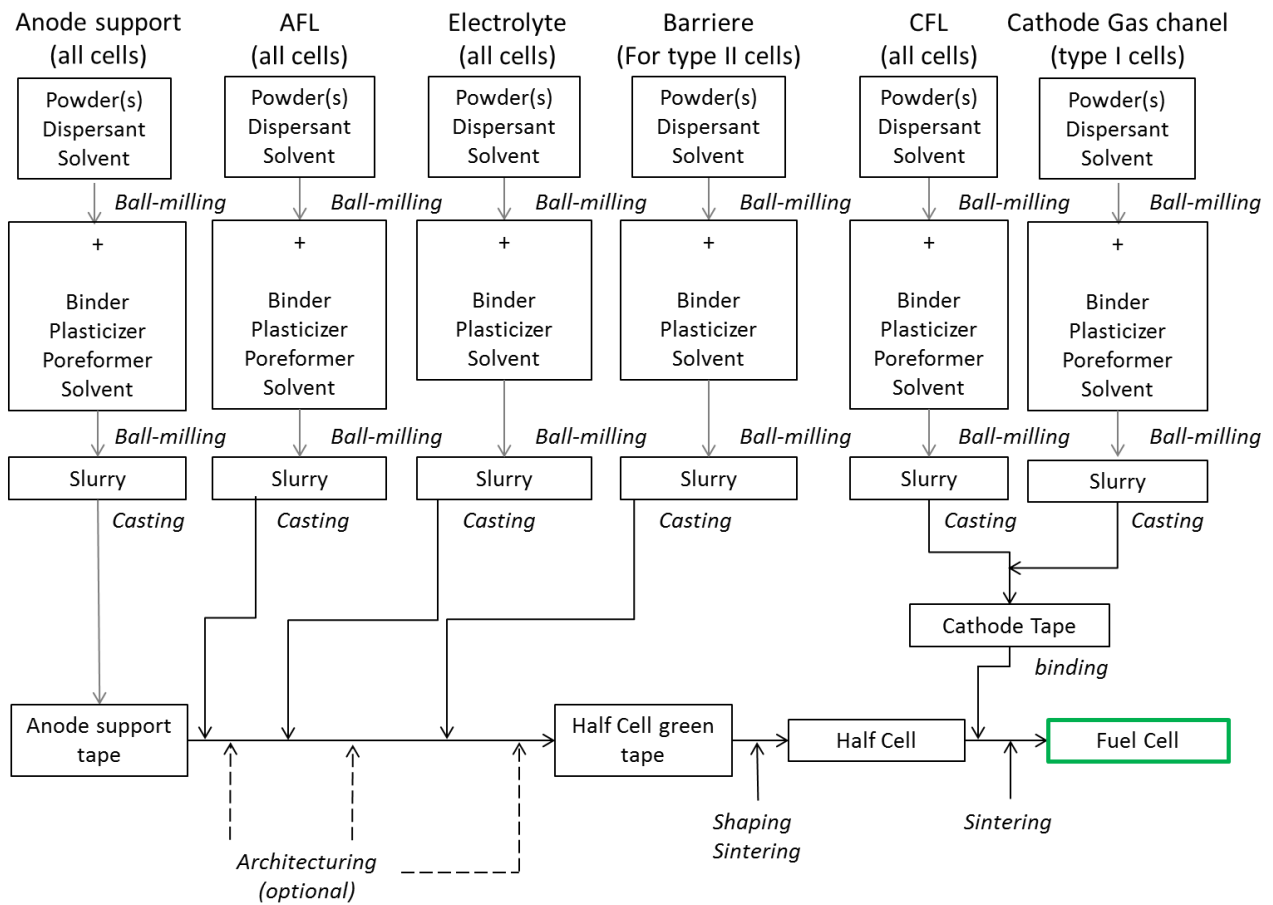 Anode support
(all cells)
AFL
(all cells)
Electrolyte
(all cells)
Barriere
(For type II cells)
CFL
(all cells)
Cathode Gas chanel
(type I cells)
Powder(s)
Dispersant
Solvent
Powder(s)
Dispersant
Solvent
Powder(s)
Dispersant
Solvent
Powder(s)
Dispersant
Solvent
Powder(s)
Dispersant
Solvent
Powder(s)
Dispersant
Solvent
Ball-milling
Ball-milling
Ball-milling
Ball-milling
Ball-milling
Ball-milling
+
Binder
Plasticizer
Poreformer
Solvent
+
Binder
Plasticizer
Poreformer
Solvent
+
Binder
Plasticizer
Solvent
+
Binder
Plasticizer
Solvent
+
Binder
Plasticizer
Poreformer
Solvent
+
Binder
Plasticizer
Poreformer
Solvent
Ball-milling
Ball-milling
Ball-milling
Ball-milling
Ball-milling
Ball-milling
Slurry
Slurry
Slurry
Slurry
Slurry
Slurry
Casting
Casting
Casting
Casting
Casting
Casting
Cathode Tape
binding
Anode support
tape
Half Cell green
tape
Half Cell
Fuel Cell
Architecturing
(optional)
Shaping
Sintering
Sintering